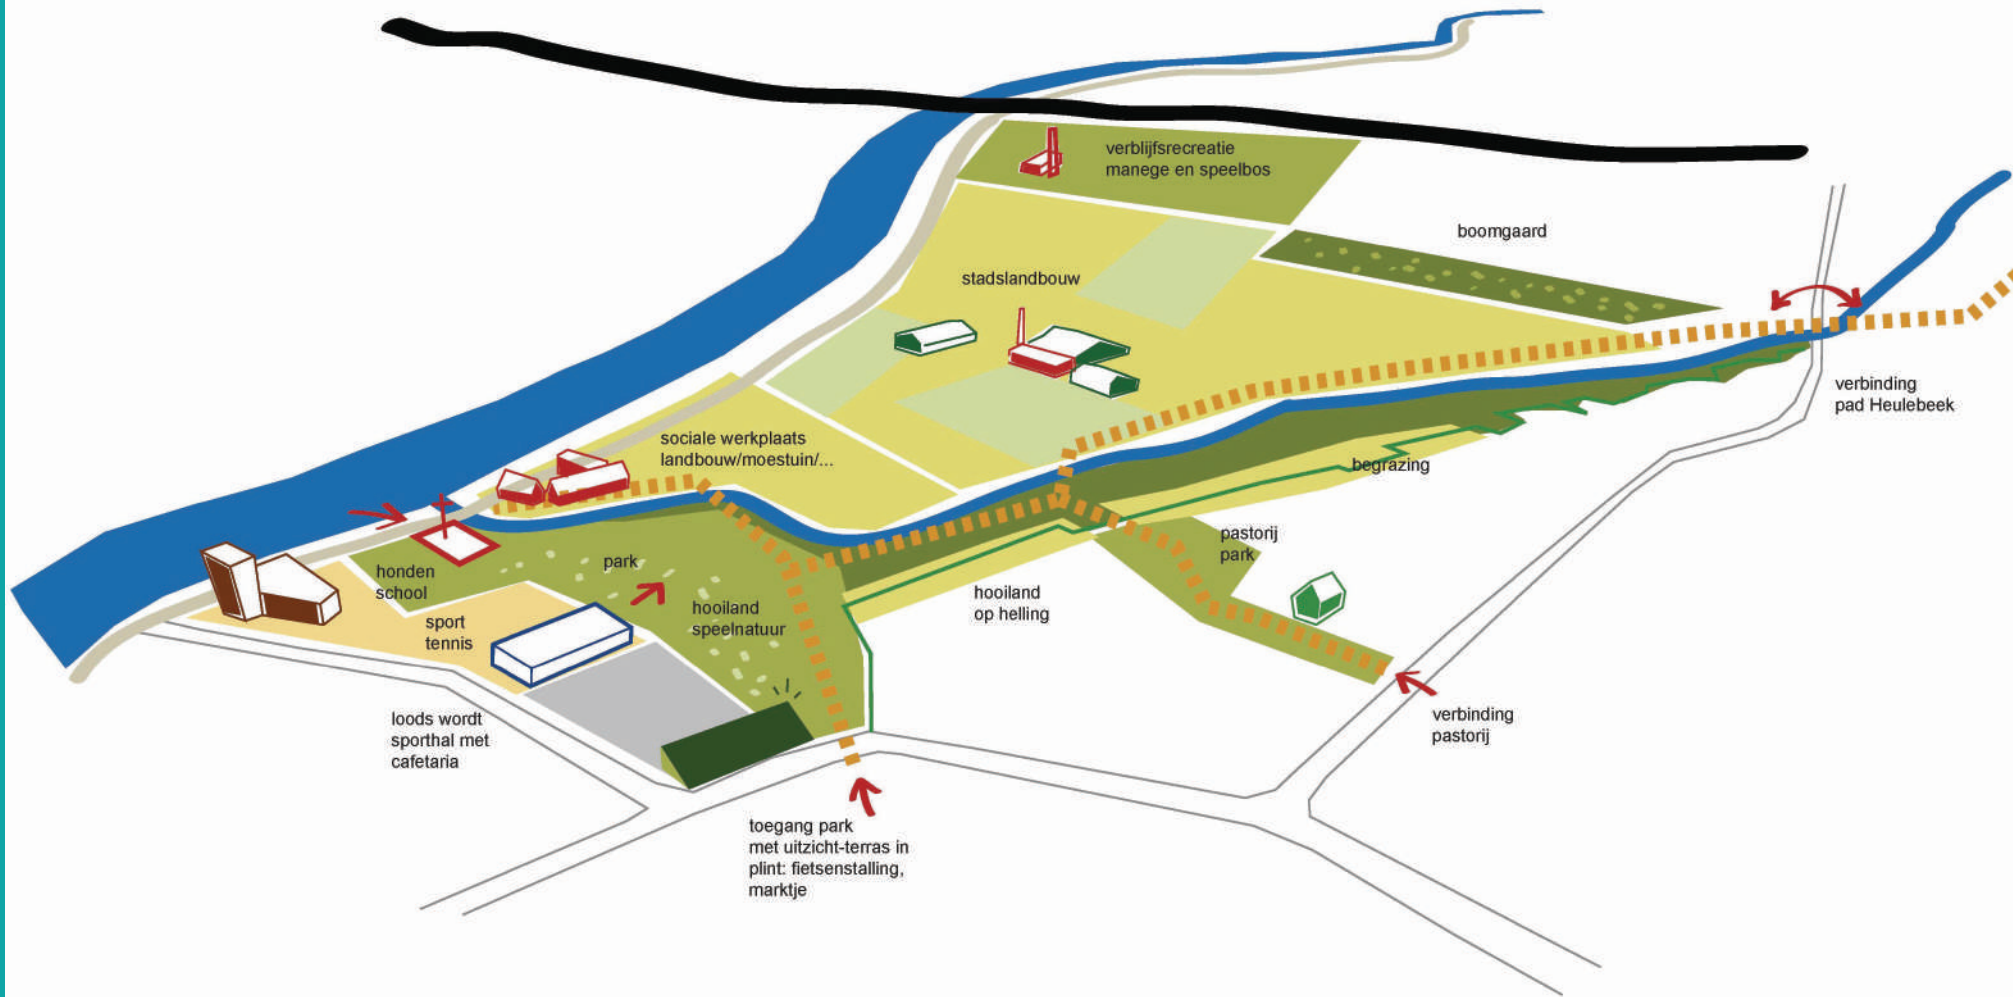 verblijfsrecreatie
manege en speelbos
boomgaard
stadslandbouw
verbinding
pad Heulebeek
sociale werkplaats
landbouw/moestuin/...
begrazing
pastorij
park
park
honden
school
hooiland
speelnatuur
hooiland
op helling
sport
tennis
loods wordt
sporthal met
cafetaria
verbinding
pastorij
toegang park
met uitzicht-terras in
plint: fietsenstalling,
marktje